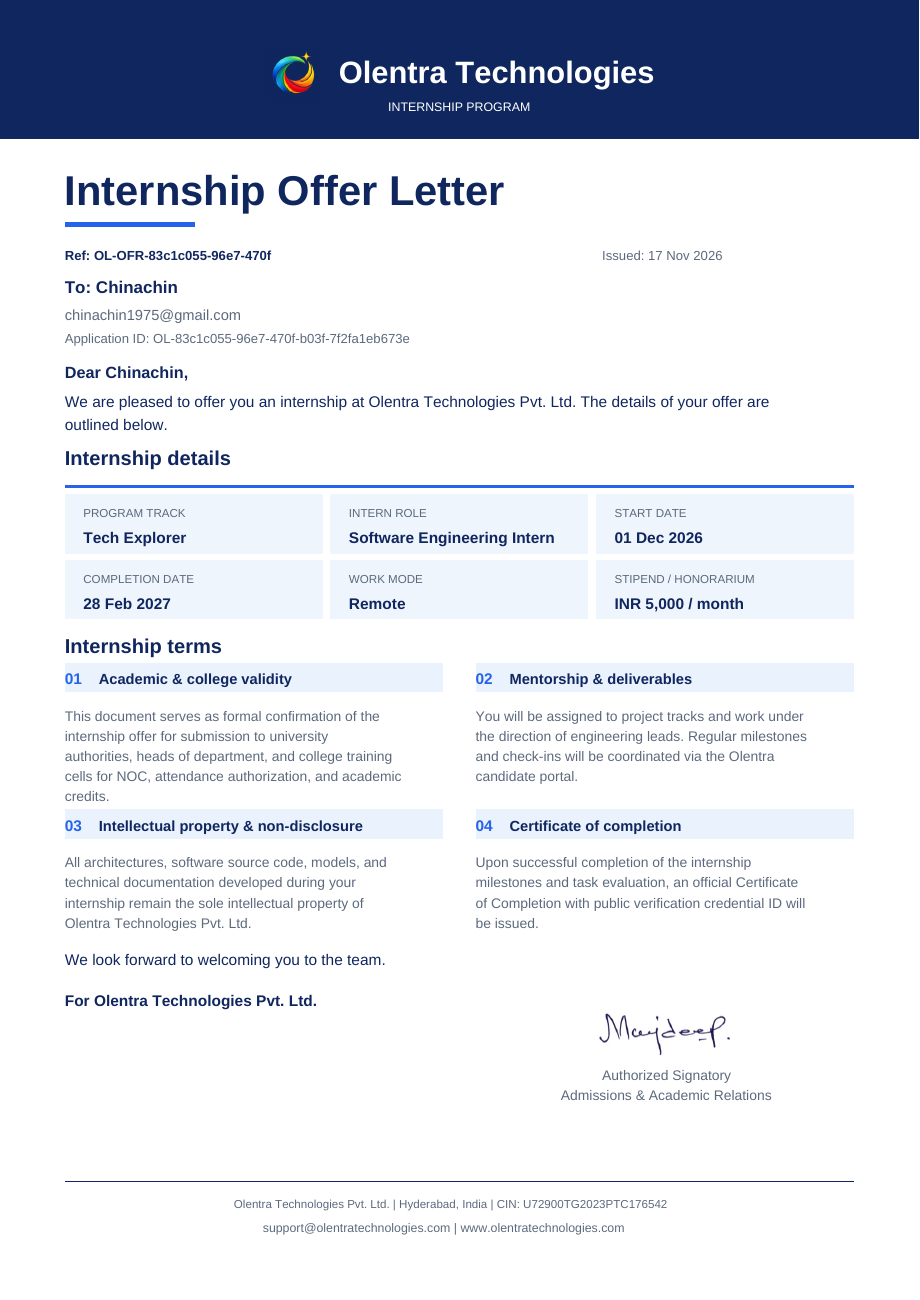 Olentra Technologies
INTERNSHIP PROGRAM
Internship Offer Letter
Ref: OL-OFR-83c1c055-96e7-470f
Issued: 17 Nov 2026
To: Chinachin
chinachin1975@gmail.com
Application ID: OL-83c1c055-96e7-470f-b03f-7f2fa1eb673e
Dear Chinachin,
We are pleased to offer you an internship at Olentra Technologies Pvt. Ltd. The details of your offer are
outlined below.
Internship details
PROGRAM TRACK
Tech Explorer
INTERN ROLE
Software Engineering Intern
START DATE
01 Dec 2026
COMPLETION DATE
28 Feb 2027
WORK MODE
Remote
STIPEND / HONORARIUM
INR 5,000 / month
Internship terms
01 Academic & college validity
This document serves as formal confirmation of the
internship offer for submission to university
authorities, heads of department, and college training
cells for NOC, attendance authorization, and academic
credits.
02 Mentorship & deliverables
You will be assigned to project tracks and work under
the direction of engineering leads. Regular milestones
and check-ins will be coordinated via the Olentra
candidate portal.
03 Intellectual property & non-disclosure
All architectures, software source code, models, and
technical documentation developed during your
internship remain the sole intellectual property of
Olentra Technologies Pvt. Ltd.
04 Certificate of completion
Upon successful completion of the internship
milestones and task evaluation, an official Certificate
of Completion with public verification credential ID will
be issued.
We look forward to welcoming you to the team.
For Olentra Technologies Pvt. Ltd.
Authorized Signatory
Admissions & Academic Relations
Olentra Technologies Pvt. Ltd. | Hyderabad, India | CIN: U72900TG2023PTC176542
support@olentratechnologies.com | www.olentratechnologies.com